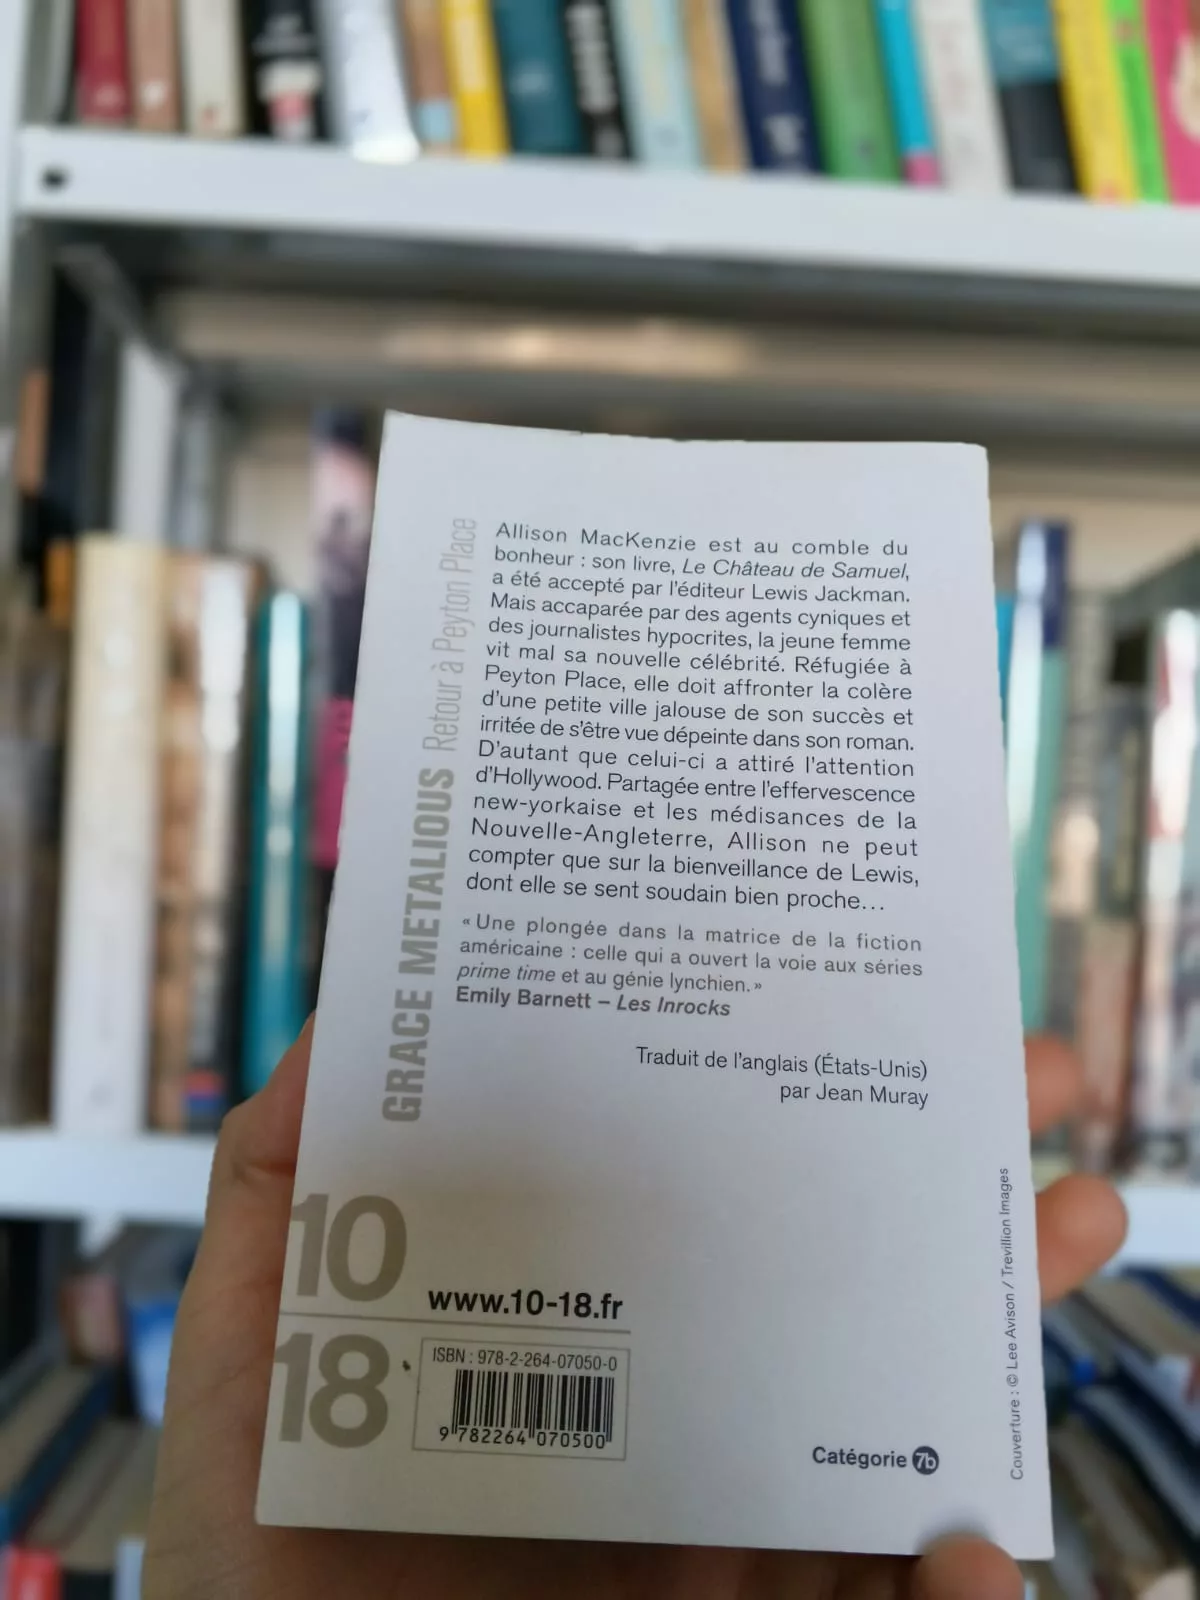 Allison MacKenzie est au comble du
bonheur : son livre, Le Château de Samuel,
a été accepté par l'éditeur Lewis Jackman.
Mais accaparée par des agents cyniques et
des journalistes hypocrites, la jeune femme
vit mal sa nouvelle célébrité. Réfugiée à
Peyton Place, elle doit affronter la colère
d'une petite ville jalouse de son succès et
irritée de s'être vue dépeinte dans son roman.
D'autant que celui-ci a attiré l'attention
d'Hollywood. Partagée entre l'effervescence
new-yorkaise et les médisances de la
Nouvelle-Angleterre, Allison ne peut
compter que sur la bienveillance de Lewis,
dont elle se sent soudain bien proche…
« Une plongée dans la matrice de la fiction
américaine : celle qui a ouvert la voie aux séries
prime time et au génie lynchien. »
Emily Barnett – Les Inrocks
Traduit de l'anglais (États-Unis)
par Jean Muray
GRACE METALIOUS Retour à Peyton Place
10
18
www.10-18.fr
ISBN : 978-2-264-07050-0
9 782264 070500
Catégorie 7b
Couverture : © Lee Avison / Trevillion Images